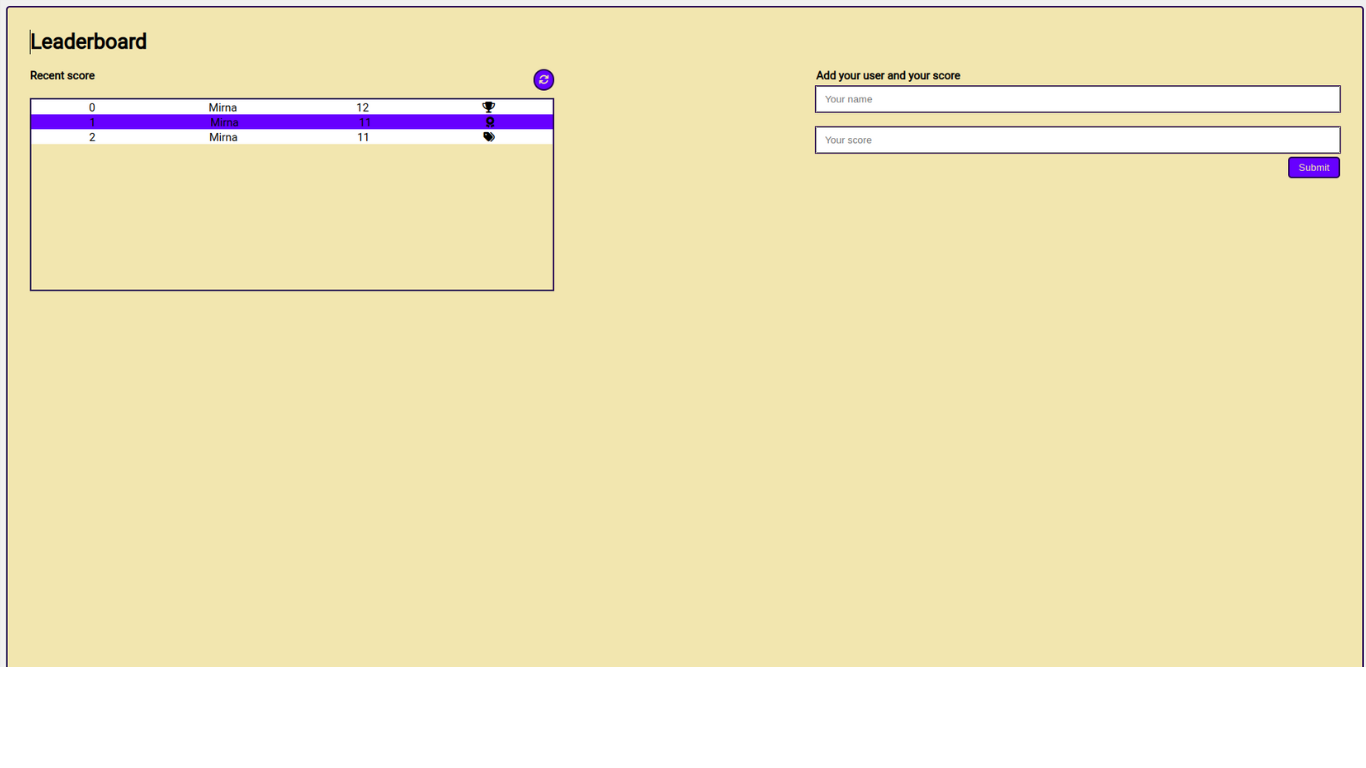 Leaderboard
Recent score
0 Mirna 12
1 Mirna 11
2 Mirna 11
Add your user and your score
Your name
Your score
Submit